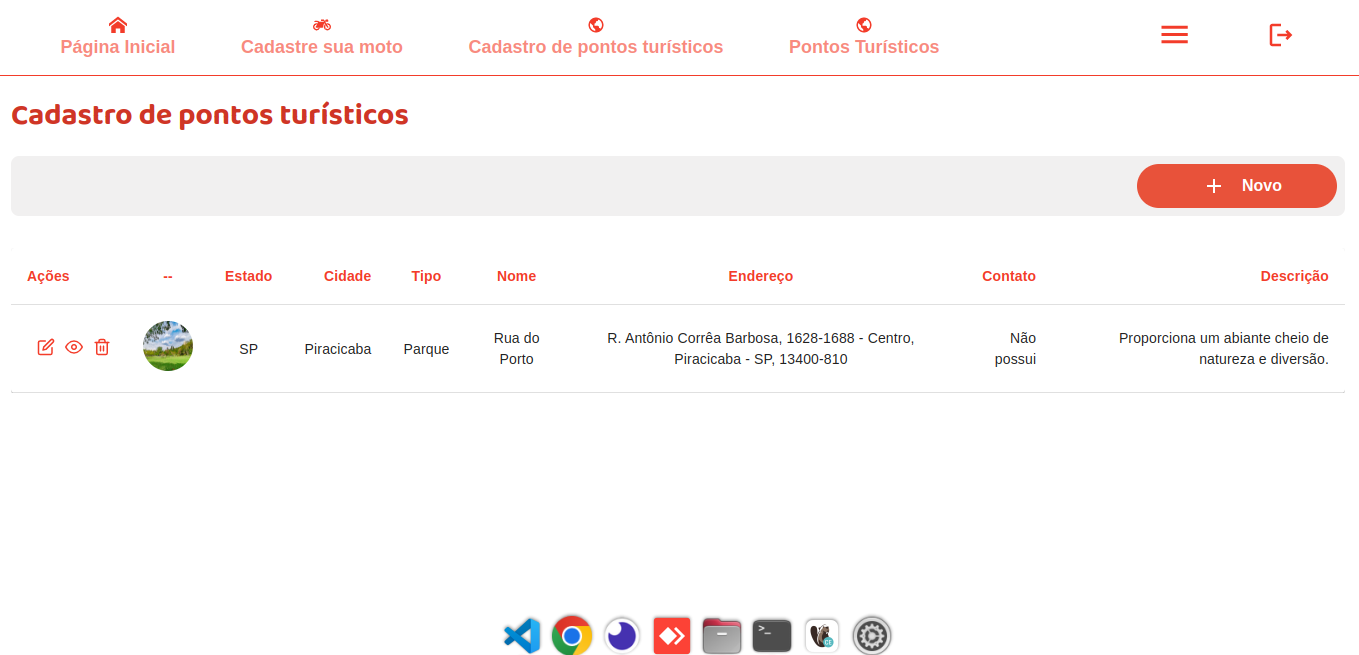 Página Inicial
Cadastre sua moto
Cadastro de pontos turísticos
Pontos Turísticos
Cadastro de pontos turísticos
Novo
Ações
--
Estado
Cidade
Tipo
Nome
Endereço
Contato
Descrição
SP
Piracicaba
Parque
Rua do
Porto
R. Antônio Corrêa Barbosa, 1628-1688 - Centro,
Piracicaba - SP, 13400-810
Não
possui
Proporciona um abiante cheio de
natureza e diversão.
>_
CE